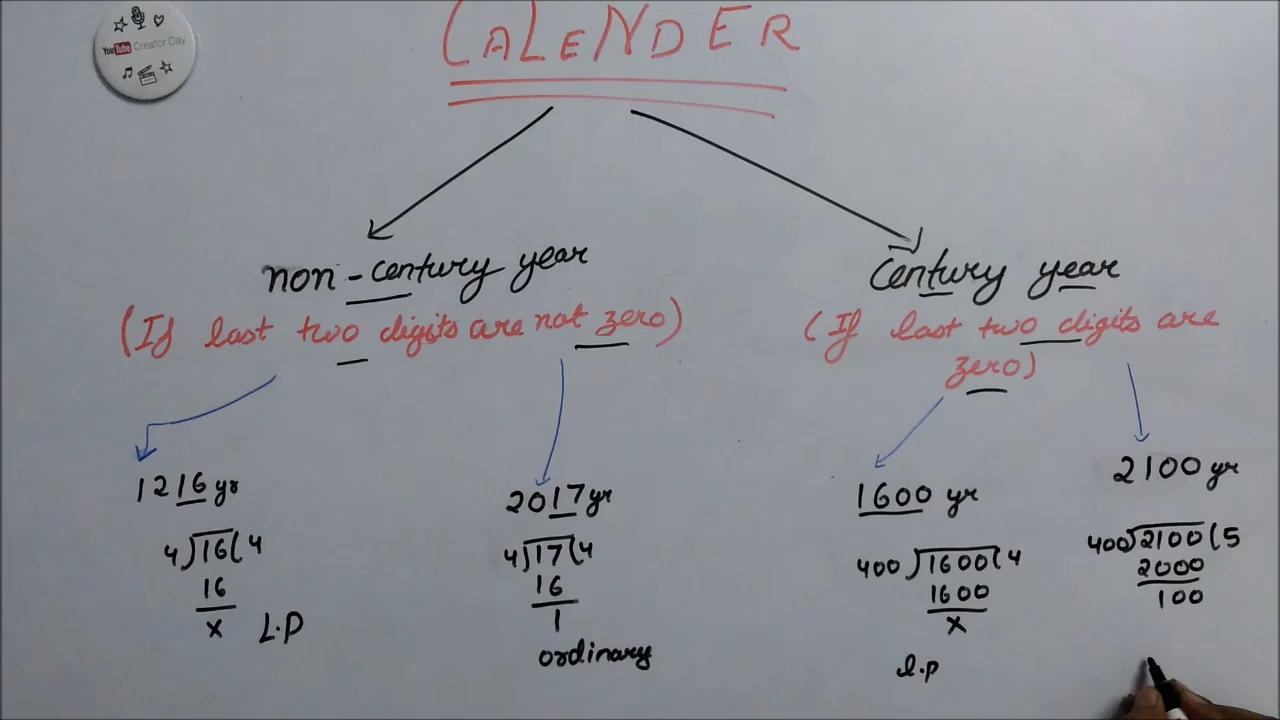 YouTube Creator Day
CALENDER
non-century year
(If last two digits are not zero)
Century year
(If last two digits are
zero)
1216 yr
4)16(4
16
x
L.P
2017 yr
4)17(4
16
1
ordinary
1600 yr
400)1600(4
1600
x
l.p
2100 yr
400)2100(5
2000
100